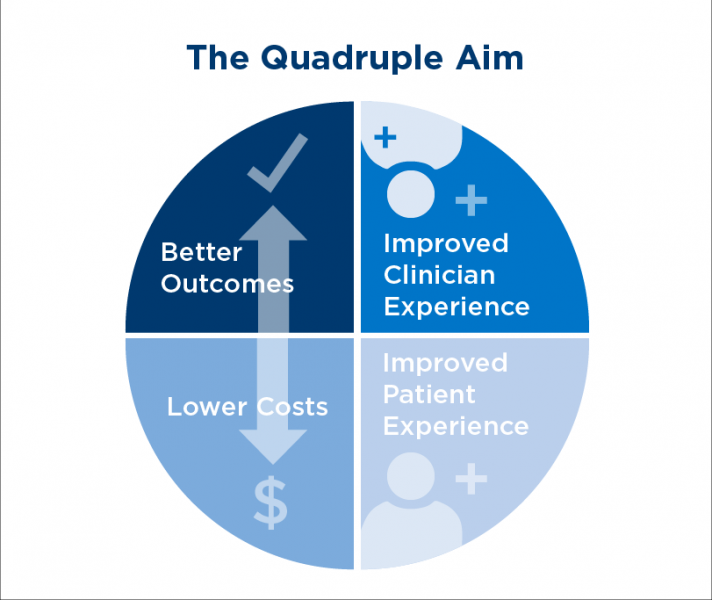 The Quadruple Aim
Better
Outcomes
Improved
Clinician
Experience
Lower Costs
$
Improved
Patient
Experience